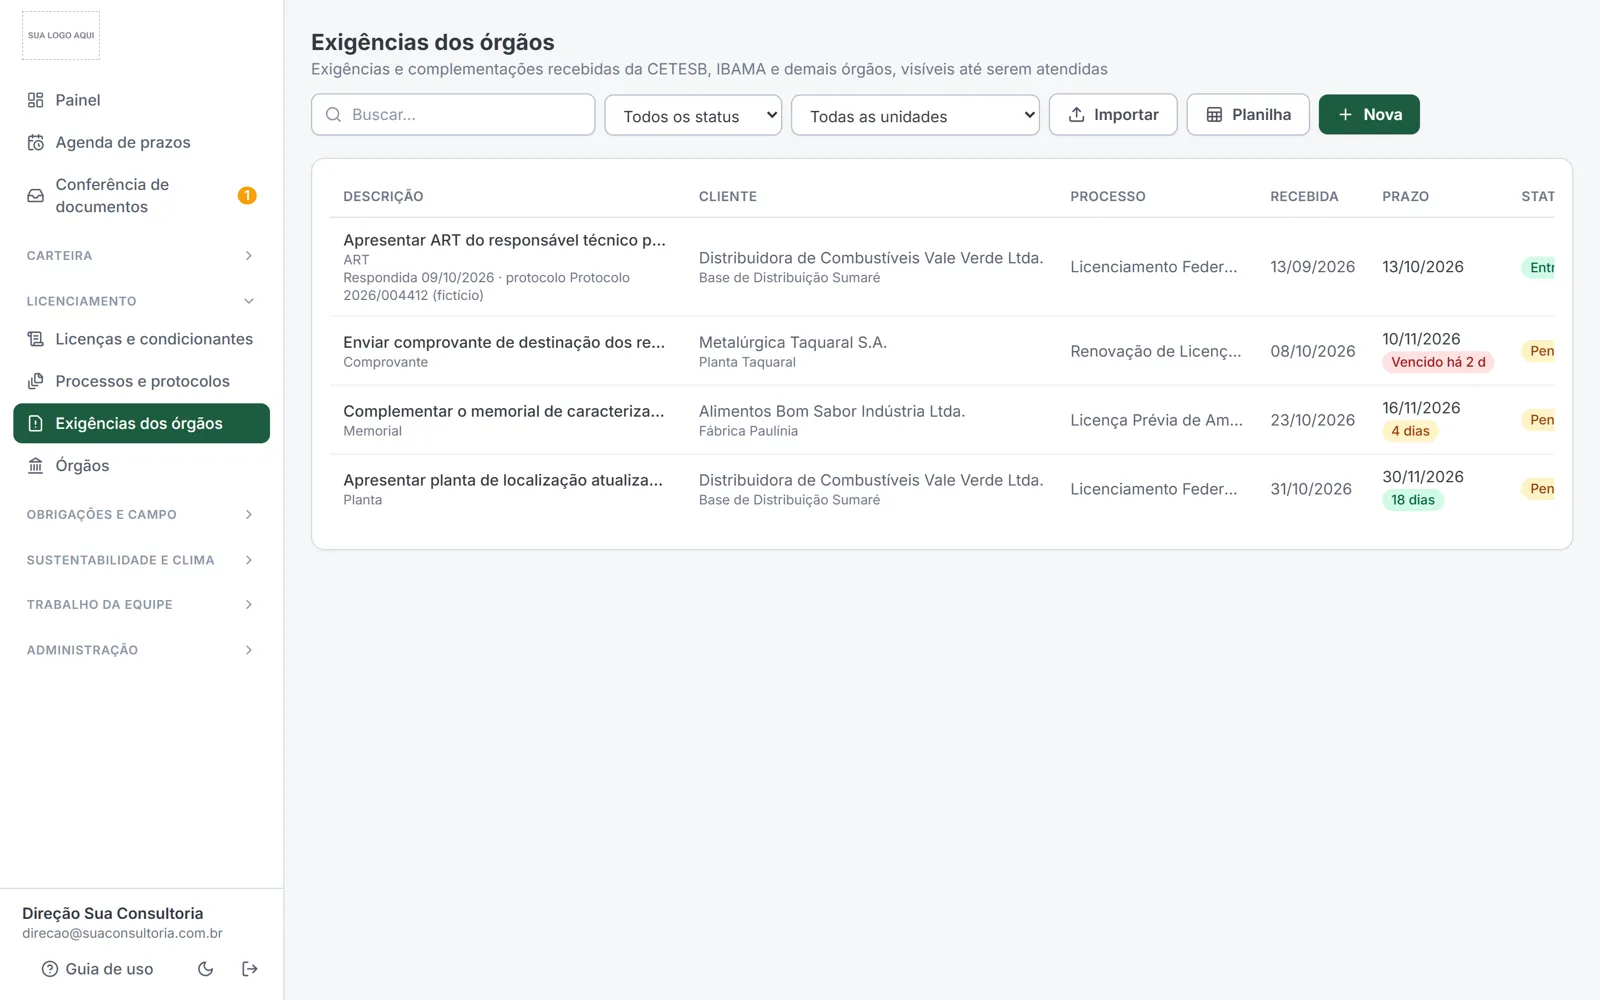 SUA LOGO AQUI
Painel
Agenda de prazos
Conferência de
documentos
1
CARTEIRA
LICENCIAMENTO
Licenças e condicionantes
Processos e protocolos
Exigências dos órgãos
Órgãos
OBRIGAÇÕES E CAMPO
SUSTENTABILIDADE E CLIMA
TRABALHO DA EQUIPE
ADMINISTRAÇÃO
Direção Sua Consultoria
direcao@suaconsultoria.com.br
Guia de uso
Exigências dos órgãos
Exigências e complementações recebidas da CETESB, IBAMA e demais órgãos, visíveis até serem atendidas
Buscar... Todos os status Todas as unidades Importar Planilha + Nova
DESCRIÇÃO CLIENTE PROCESSO RECEBIDA PRAZO STAT
Apresentar ART do responsável técnico p...
ART
Respondida 09/10/2026 · protocolo Protocolo
2026/004412 (fictício)
Distribuidora de Combustíveis Vale Verde Ltda.
Base de Distribuição Sumaré
Licenciamento Feder... 13/09/2026 13/10/2026 Entr
Enviar comprovante de destinação dos re...
Comprovante
Metalúrgica Taquaral S.A.
Planta Taquaral
Renovação de Licenç... 08/10/2026
10/11/2026
Vencido há 2 d
Pen
Complementar o memorial de caracteriza...
Memorial
Alimentos Bom Sabor Indústria Ltda.
Fábrica Paulínia
Licença Prévia de Am... 23/10/2026
16/11/2026
4 dias
Pen
Apresentar planta de localização atualiza...
Planta
Distribuidora de Combustíveis Vale Verde Ltda.
Base de Distribuição Sumaré
Licenciamento Feder... 31/10/2026
30/11/2026
18 dias
Pen